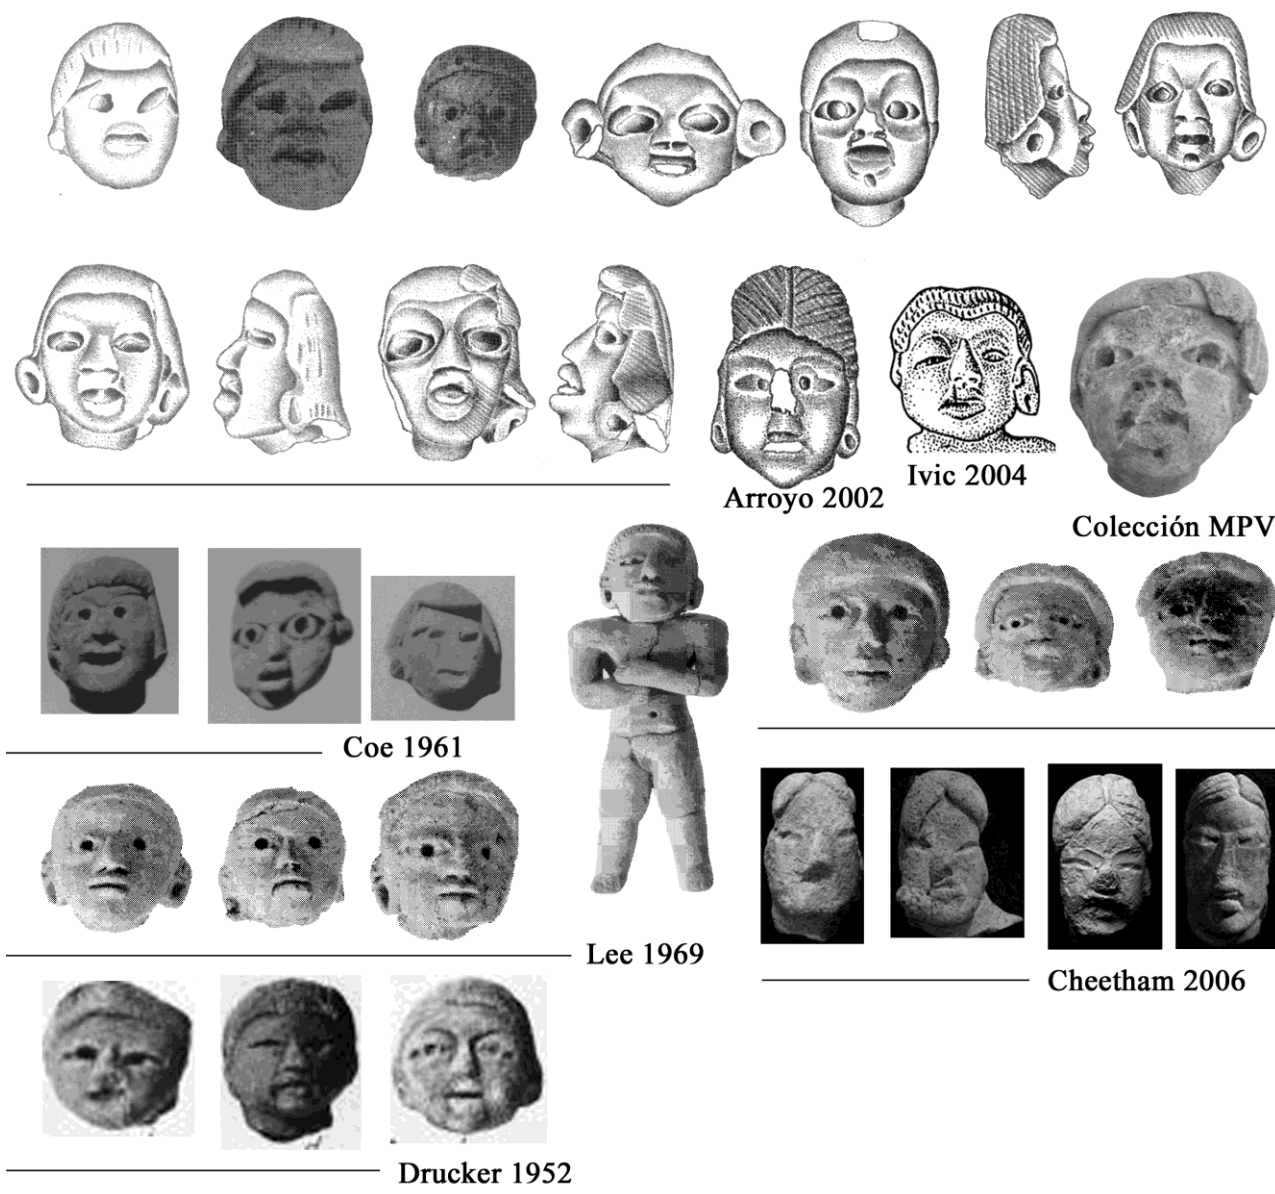 Arroyo 2002
Ivic 2004
Colección MPV
Coe 1961
Lee 1969
Cheetham 2006
Drucker 1952